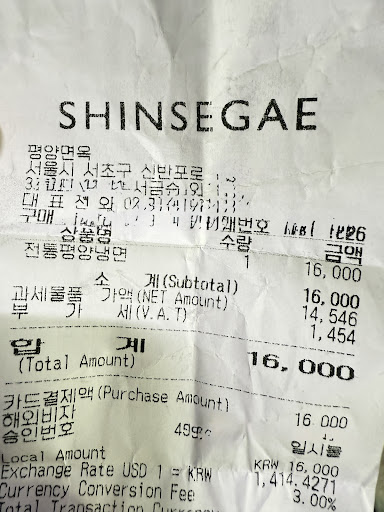 SHINSEGAE
평양면옥
서울시 서초구 신반포로
대 표 전 화
구매
상품명 수량 금액
전통평양냉면 1 16,000
소 계(Subtotal) 16,000
과세물품 가액(NET Amount) 14,546
부 가 세(V.A.T) 1,454
합 계 16,000
(Total Amount)
카드결제액(Purchase Amount)
해외비자 16 000
승인번호 일시불
Local Amount KRW 16,000
Exchange Rate USD 1 = KRW 1,414.4271
Currency Conversion Fee 3.00%
Total Transaction